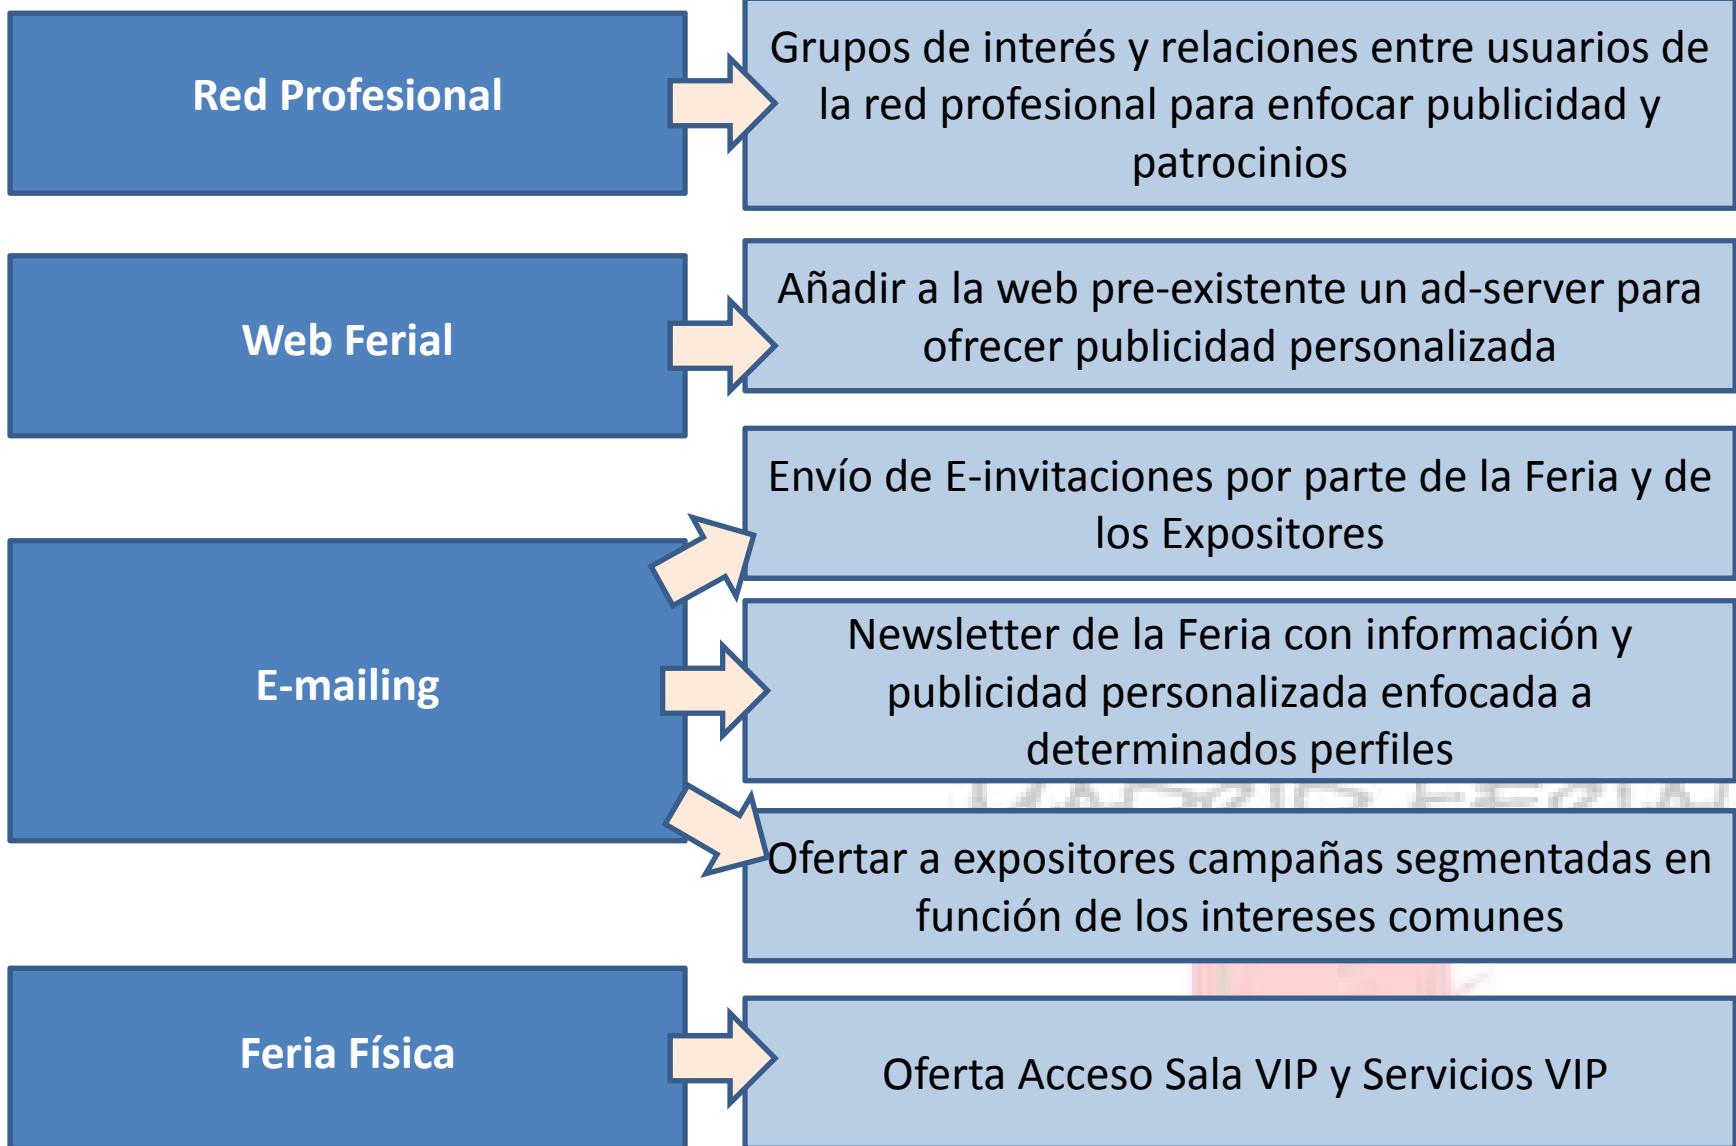 Red Profesional
Grupos de interés y relaciones entre usuarios de
la red profesional para enfocar publicidad y
patrocinios
Web Ferial
Añadir a la web pre-existente un ad-server para
ofrecer publicidad personalizada
E-mailing
Envío de E-invitaciones por parte de la Feria y de
los Expositores
Newsletter de la Feria con información y
publicidad personalizada enfocada a
determinados perfiles
Ofertar a expositores campañas segmentadas en
función de los intereses comunes
Feria Física
Oferta Acceso Sala VIP y Servicios VIP